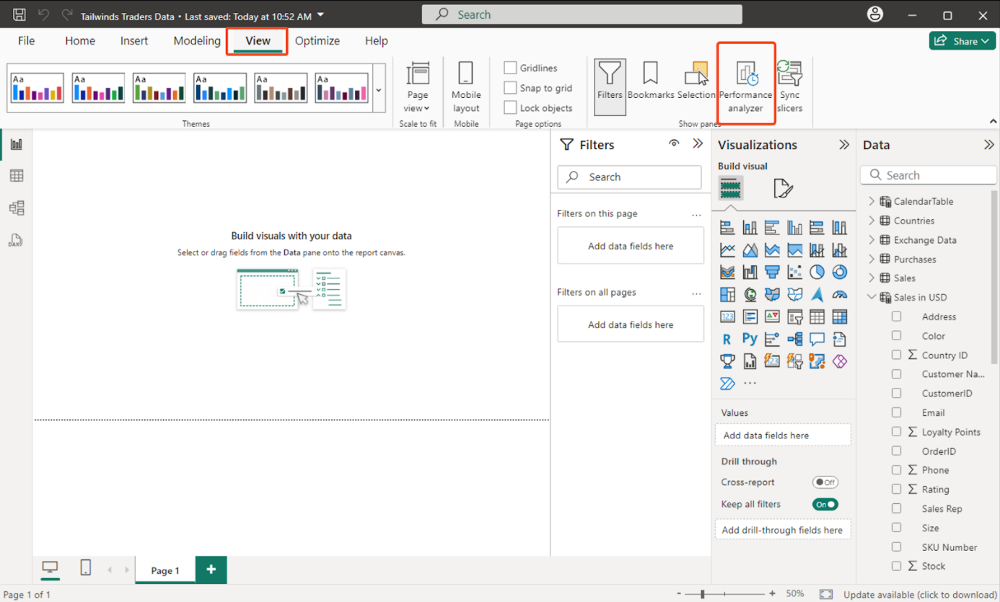 Tailwinds Traders Data • Last saved: Today at 10:52 AM
Search
File Home Insert Modeling View Optimize Help
Share
Aa Aa Aa Aa Aa Aa
Themes
Page view
Scale to fit
Mobile layout
Mobile
Gridlines
Snap to grid
Lock objects
Page options
Filters
Bookmarks
Selection
Performance analyzer
Sync slicers
Show panes
Build visuals with your data
Select or drag fields from the Data pane onto the report canvas.
Filters
Search
Filters on this page ...
Add data fields here
Filters on all pages ...
Add data fields here
Visualizations
Build visual
123
R Py
123
...
Values
Add data fields here
Drill through
Cross-report Off
Keep all filters On
Add drill-through fields here
Data
Search
CalendarTable
Countries
Exchange Data
Purchases
Sales
Sales in USD
Address
Color
∑ Country ID
Customer Na...
CustomerID
Email
∑ Loyalty Points
OrderID
∑ Phone
∑ Rating
Sales Rep
Size
SKU Number
∑ Stock
DAX
Page 1 +
Page 1 of 1
- + 50%
Update available (click to download)